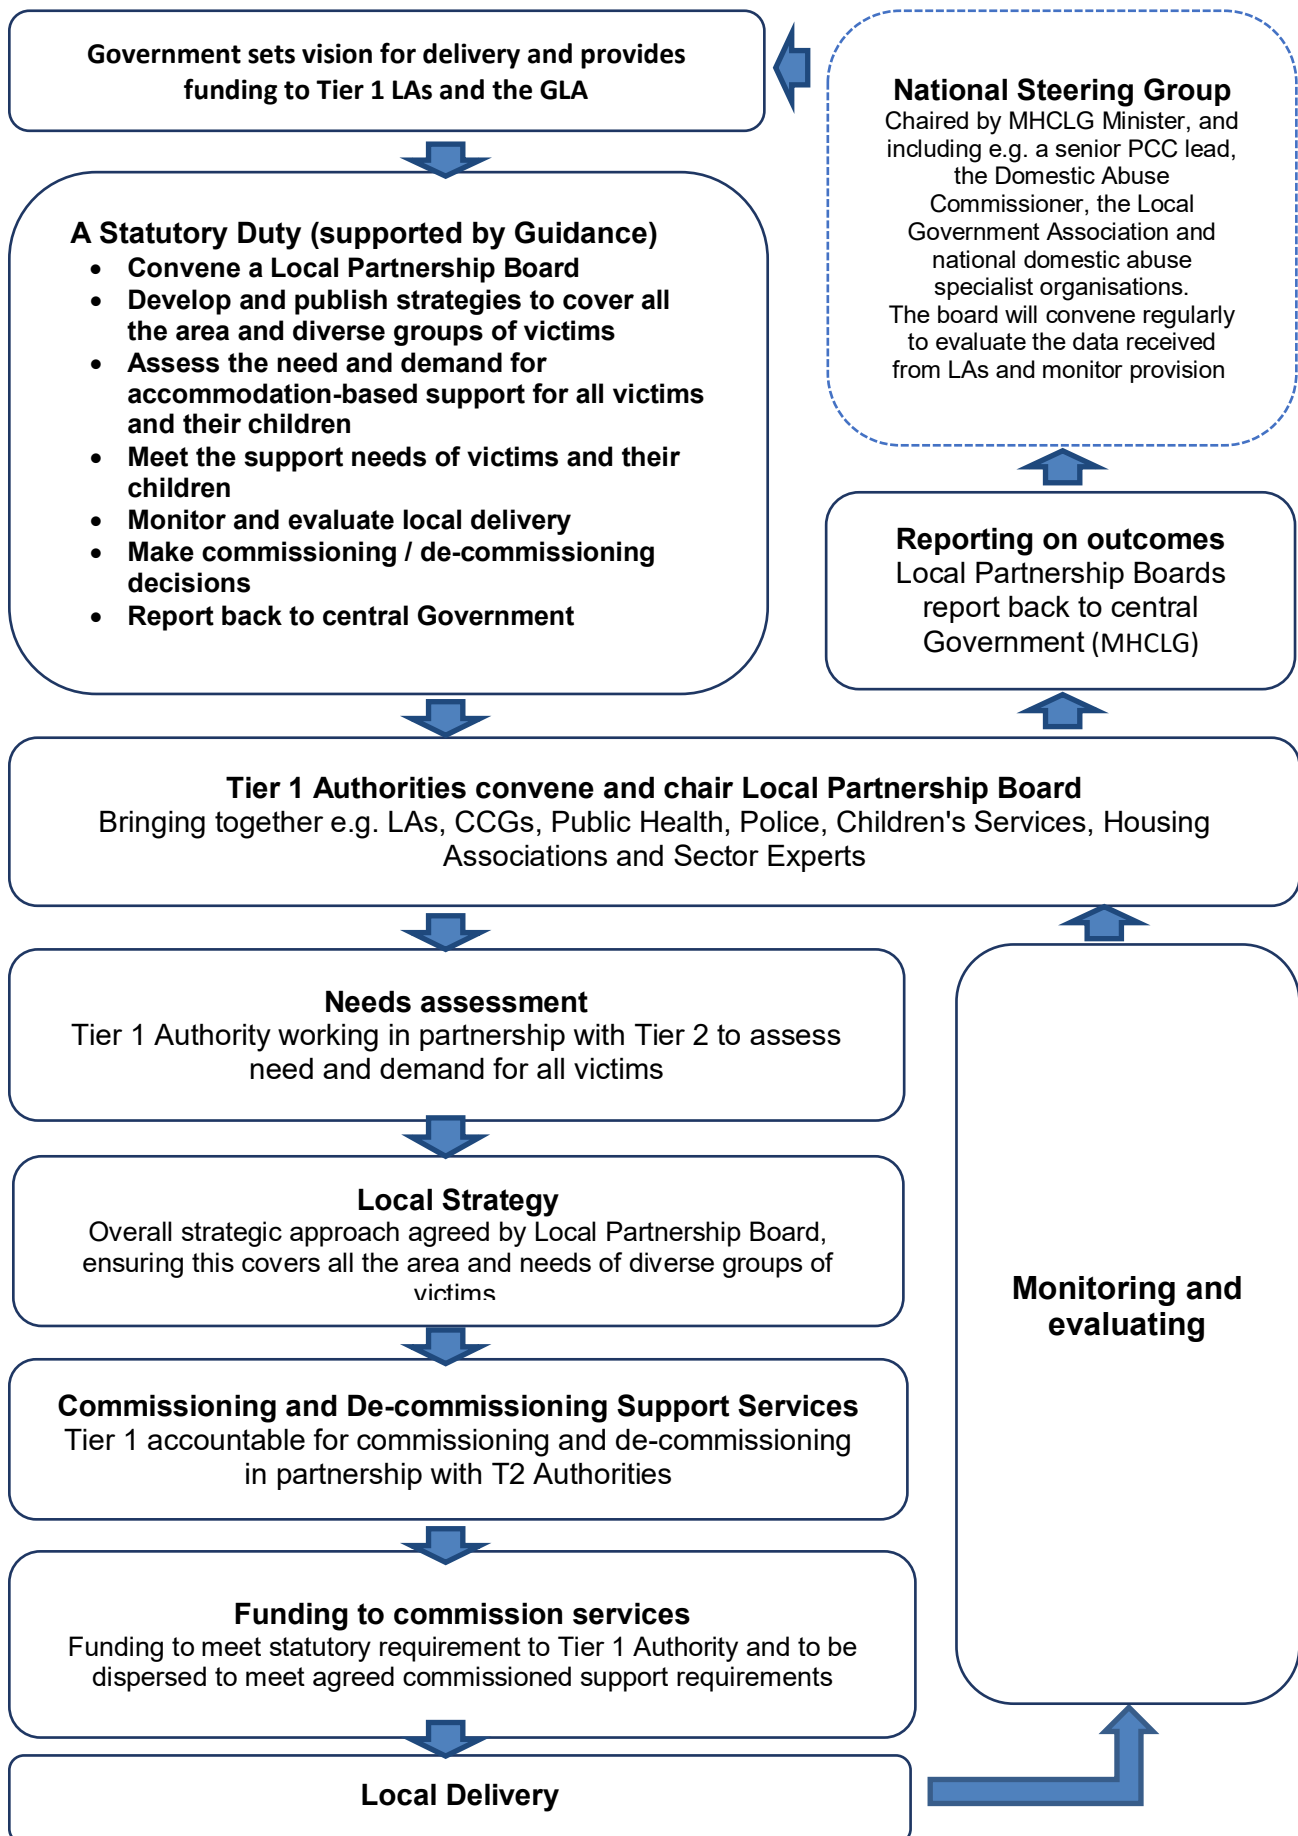 Government sets vision for delivery and provides
funding to Tier 1 LAs and the GLA
National Steering Group
Chaired by MHCLG Minister, and
including e.g. a senior PCC lead,
the Domestic Abuse
Commissioner, the Local
Government Association and
national domestic abuse
specialist organisations.
The board will convene regularly
to evaluate the data received
from LAs and monitor provision
A Statutory Duty (supported by Guidance)
• Convene a Local Partnership Board
• Develop and publish strategies to cover all
the area and diverse groups of victims
• Assess the need and demand for
accommodation-based support for all victims
and their children
• Meet the support needs of victims and their
children
• Monitor and evaluate local delivery
• Make commissioning / de-commissioning
decisions
• Report back to central Government
Reporting on outcomes
Local Partnership Boards
report back to central
Government (MHCLG)
Tier 1 Authorities convene and chair Local Partnership Board
Bringing together e.g. LAs, CCGs, Public Health, Police, Children's Services, Housing
Associations and Sector Experts
Needs assessment
Tier 1 Authority working in partnership with Tier 2 to assess
need and demand for all victims
Local Strategy
Overall strategic approach agreed by Local Partnership Board,
ensuring this covers all the area and needs of diverse groups of
victims
Monitoring and
evaluating
Commissioning and De-commissioning Support Services
Tier 1 accountable for commissioning and de-commissioning
in partnership with T2 Authorities
Funding to commission services
Funding to meet statutory requirement to Tier 1 Authority and to be
dispersed to meet agreed commissioned support requirements
Local Delivery